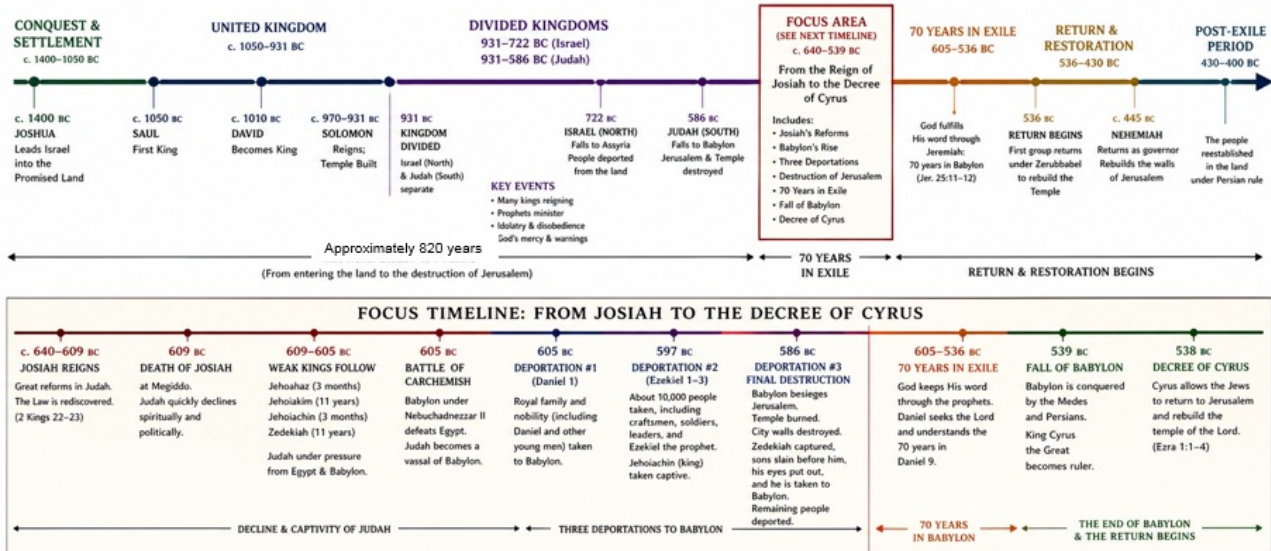 CONQUEST &
SETTLEMENT
c. 1400–1050 BC
UNITED KINGDOM
c. 1050–931 BC
DIVIDED KINGDOMS
931–722 BC (Israel)
931–586 BC (Judah)
FOCUS AREA
(SEE NEXT TIMELINE)
c. 640–539 BC
From the Reign of
Josiah to the Decree
of Cyrus
Includes:
• Josiah's Reforms
• Babylon's Rise
• Three Deportations
• Destruction of Jerusalem
• 70 Years in Exile
• Fall of Babylon
• Decree of Cyrus
70 YEARS IN EXILE
605–536 BC
RETURN &
RESTORATION
536–430 BC
POST-EXILE
PERIOD
430–400 BC
c. 1400 BC
JOSHUA
Leads Israel
into the
Promised Land
c. 1050 BC
SAUL
First King
c. 1010 BC
DAVID
Becomes King
c. 970–931 BC
SOLOMON
Reigns;
Temple Built
931 BC
KINGDOM
DIVIDED
Israel (North)
& Judah (South)
separate
KEY EVENTS
• Many kings reigning
• Prophets minister
• Idolatry & disobedience
God's mercy & warnings
722 BC
ISRAEL (NORTH)
Falls to Assyria
People deported
from the land
586 BC
JUDAH (SOUTH)
Falls to Babylon
Jerusalem & Temple
destroyed
God fulfills
His word through
Jeremiah:
70 years in Babylon
(Jer. 25:11–12)
536 BC
RETURN BEGINS
First group returns
under Zerubbabel
to rebuild the
Temple
c. 445 BC
NEHEMIAH
Returns as governor
Rebuilds the walls
of Jerusalem
The people
reestablished
in the land
under Persian rule
Approximately 820 years
(From entering the land to the destruction of Jerusalem)
70 YEARS
IN EXILE
RETURN & RESTORATION BEGINS
FOCUS TIMELINE: FROM JOSIAH TO THE DECREE OF CYRUS
c. 640–609 BC
JOSIAH REIGNS
Great reforms in Judah.
The Law is rediscovered.
(2 Kings 22–23)
609 BC
DEATH OF JOSIAH
at Megiddo.
Judah quickly declines
spiritually and
politically.
609–605 BC
WEAK KINGS FOLLOW
Jehoahaz (3 months)
Jehoiakim (11 years)
Jehoiachin (3 months)
Zedekiah (11 years)
Judah under pressure
from Egypt & Babylon.
605 BC
BATTLE OF
CARCHEMISH
Babylon under
Nebuchadnezzar II
defeats Egypt.
Judah becomes a
vassal of Babylon.
605 BC
DEPORTATION #1
(Daniel 1)
Royal family and
nobility (including
Daniel and other
young men) taken
to Babylon.
597 BC
DEPORTATION #2
(Ezekiel 1–3)
About 10,000 people
taken, including
craftsmen, soldiers,
leaders, and
Ezekiel the prophet.
Jehoiachin (king)
taken captive.
586 BC
DEPORTATION #3
FINAL DESTRUCTION
Babylon besieges
Jerusalem.
Temple burned.
City walls destroyed.
Zedekiah captured,
sons slain before him,
his eyes put out,
and he is taken to
Babylon.
Remaining people
deported.
605–536 BC
70 YEARS IN EXILE
God keeps His word
through the prophets.
Daniel seeks the Lord
and understands the
70 years in
Daniel 9.
539 BC
FALL OF BABYLON
Babylon is conquered
by the Medes
and Persians.
King Cyrus
the Great
becomes ruler.
538 BC
DECREE OF CYRUS
Cyrus allows the Jews
to return to Jerusalem
and rebuild the
temple of the Lord.
(Ezra 1:1–4)
DECLINE & CAPTIVITY OF JUDAH
THREE DEPORTATIONS TO BABYLON
70 YEARS
IN BABYLON
THE END OF BABYLON
& THE RETURN BEGINS